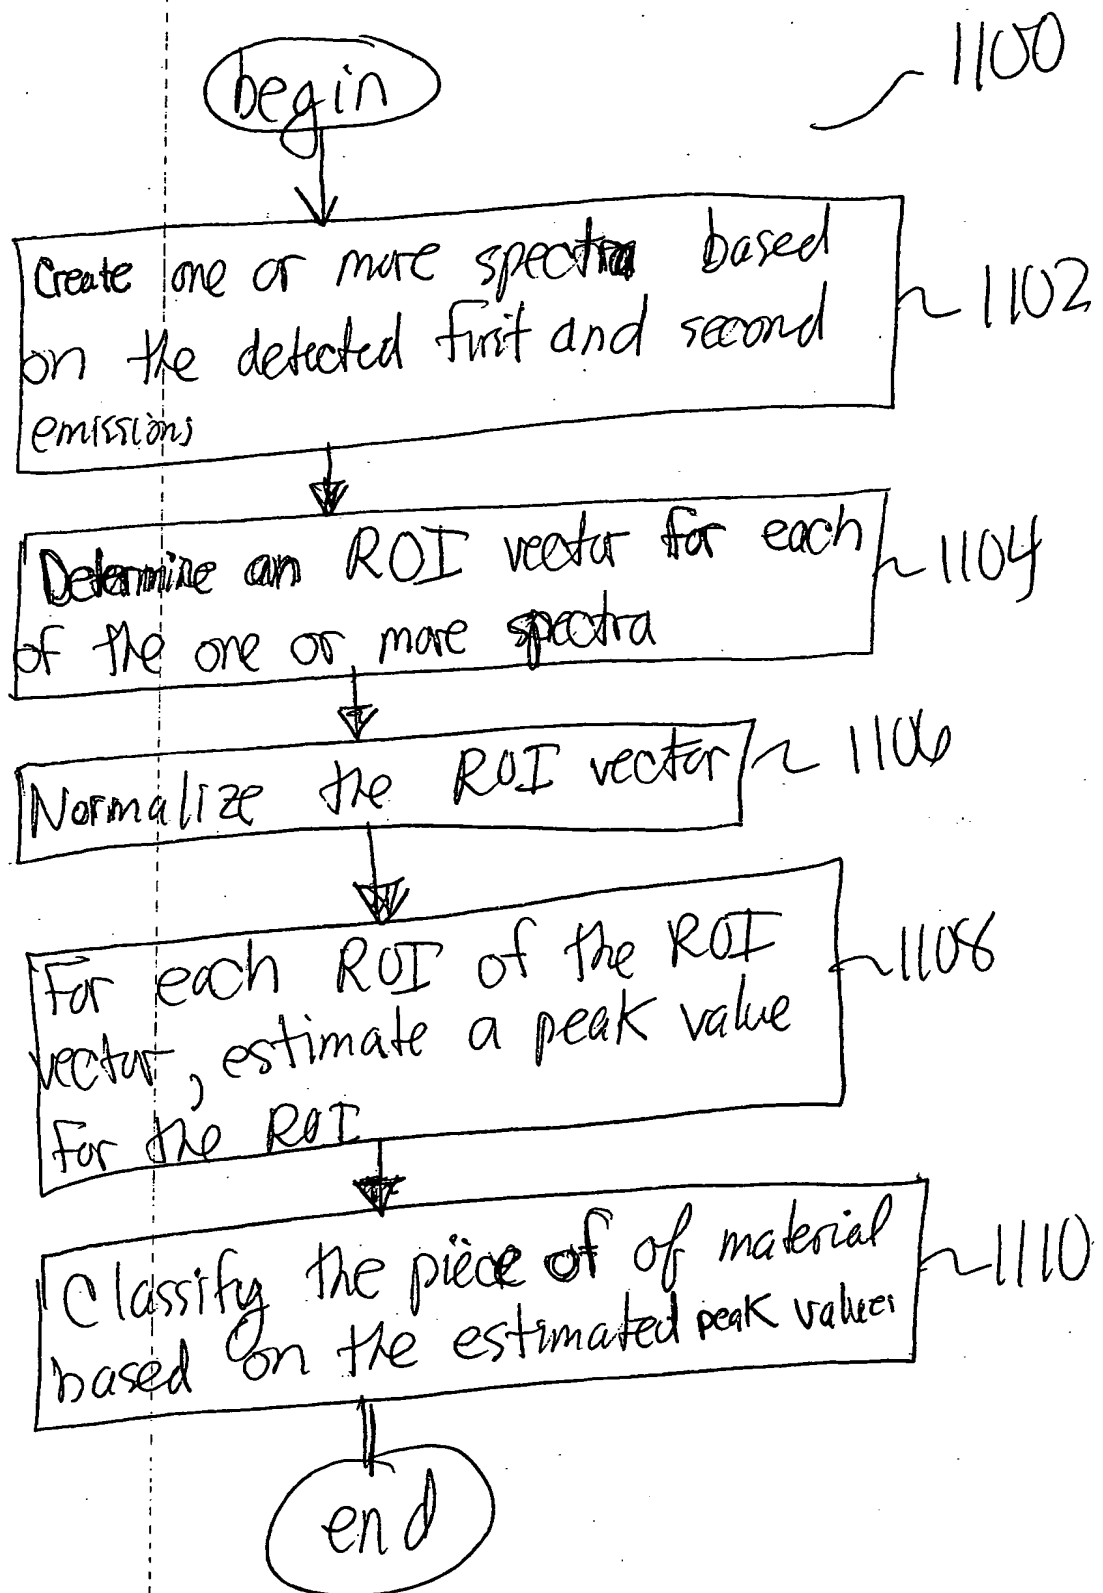 begin
1100
Create one or more spectra based
on the detected first and second
emissions
1102
Determine an ROI vector for each
of the one or more spectra
1104
Normalize the ROI vector
1106
For each ROI of the ROI
vector, estimate a peak value
For the ROI
1108
Classify the piece of of material
based on the estimated peak values
1110
end